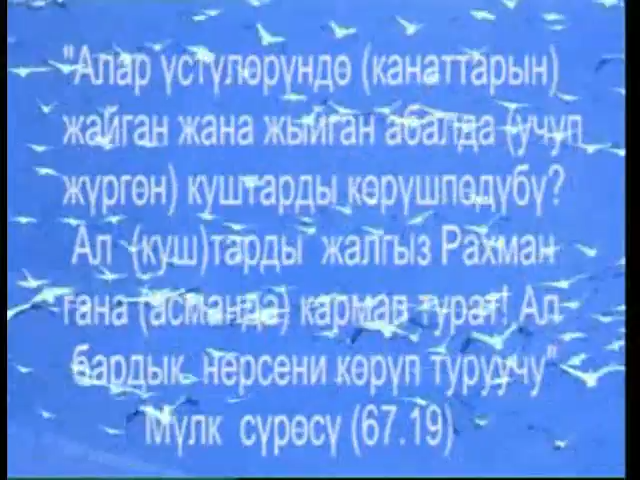 "Алар үстүлөрүндө (канаттарын)
жайган жана жыйган абалда (учуп
жүргөн) куштарды көрүшпөдүбү?
Ал (куш)тарды жалгыз Рахман
гана (асманда) кармап турат! Ал
бардык нерсени көрүп туруучу"
Мүлк сүрөсү (67.19)